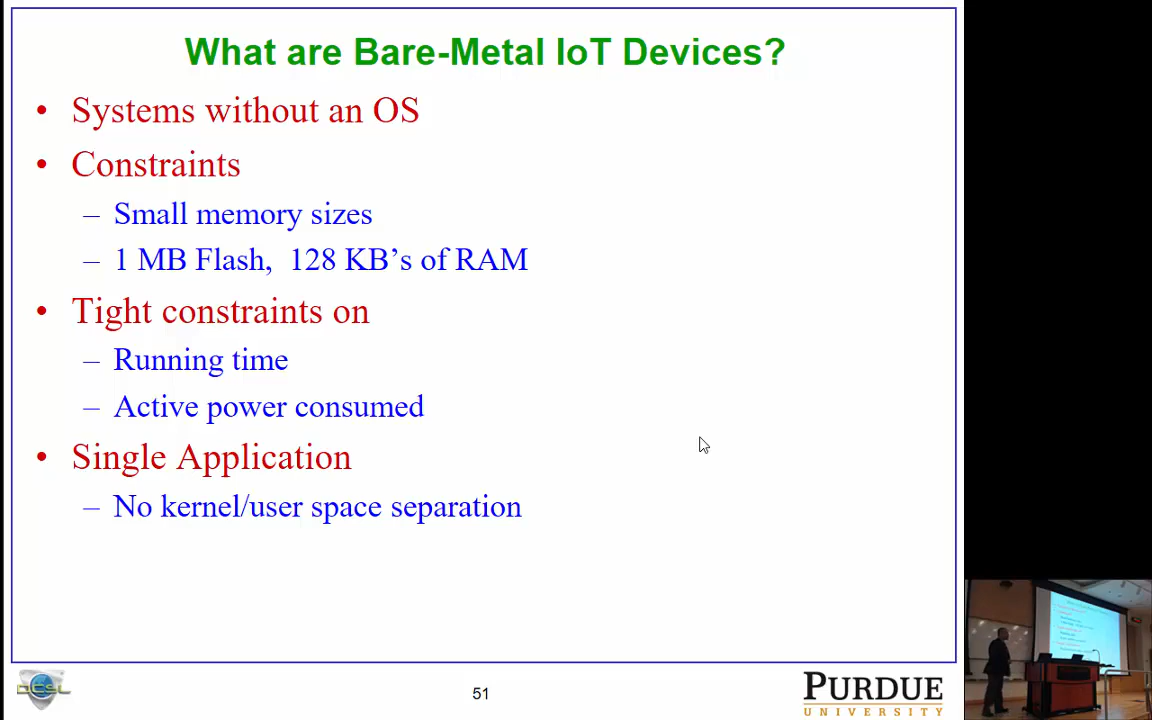 What are Bare-Metal IoT Devices?
• Systems without an OS
• Constraints
– Small memory sizes
– 1 MB Flash, 128 KB’s of RAM
• Tight constraints on
– Running time
– Active power consumed
• Single Application
– No kernel/user space separation
DCSL
51
PURDUE
UNIVERSITY